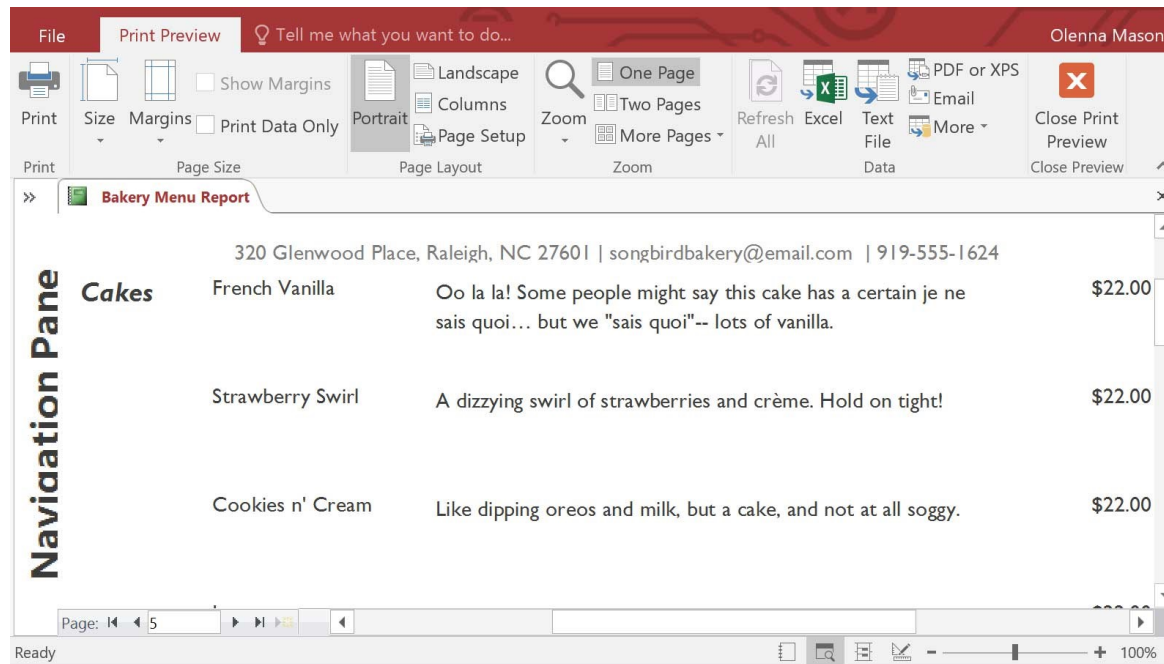 File Print Preview Tell me what you want to do... Olenna Mason
Show Margins Landscape One Page PDF or XPS
Columns Two Pages Email
Print Size Margins Print Data Only Portrait Page Setup Zoom More Pages Refresh All Excel Text File More Close Print Preview
Print Page Size Page Layout Zoom Data Close Preview
Bakery Menu Report
320 Glenwood Place, Raleigh, NC 27601 | songbirdbakery@email.com | 919-555-1624
Navigation Pane
Cakes French Vanilla Oo la la! Some people might say this cake has a certain je ne $22.00
sais quoi… but we "sais quoi"-- lots of vanilla.
Strawberry Swirl A dizzying swirl of strawberries and crème. Hold on tight! $22.00
Cookies n' Cream Like dipping oreos and milk, but a cake, and not at all soggy. $22.00
Page: 5
Ready 100%